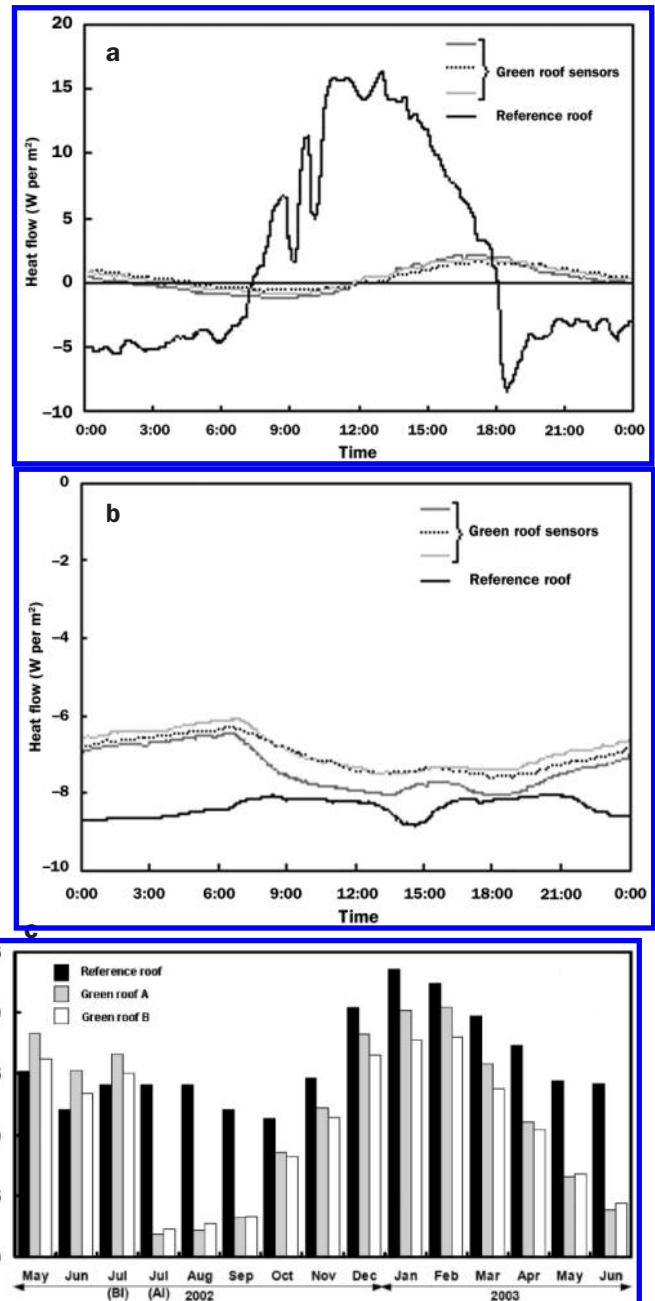 a
20
15
10
5
0
–5
–10
Heat flow (W per m²)
Green roof sensors
Reference roof
0:00 3:00 6:00 9:00 12:00 15:00 18:00 21:00 0:00
Time
b
0
–2
–4
–6
–8
–10
Heat flow (W per m²)
Green roof sensors
Reference roof
0:00 3:00 6:00 9:00 12:00 15:00 18:00 21:00 0:00
Time
c
Reference roof
Green roof A
Green roof B
May Jun Jul Jul Aug Sep Oct Nov Dec Jan Feb Mar Apr May Jun
(BI) (AI) 2002 2003